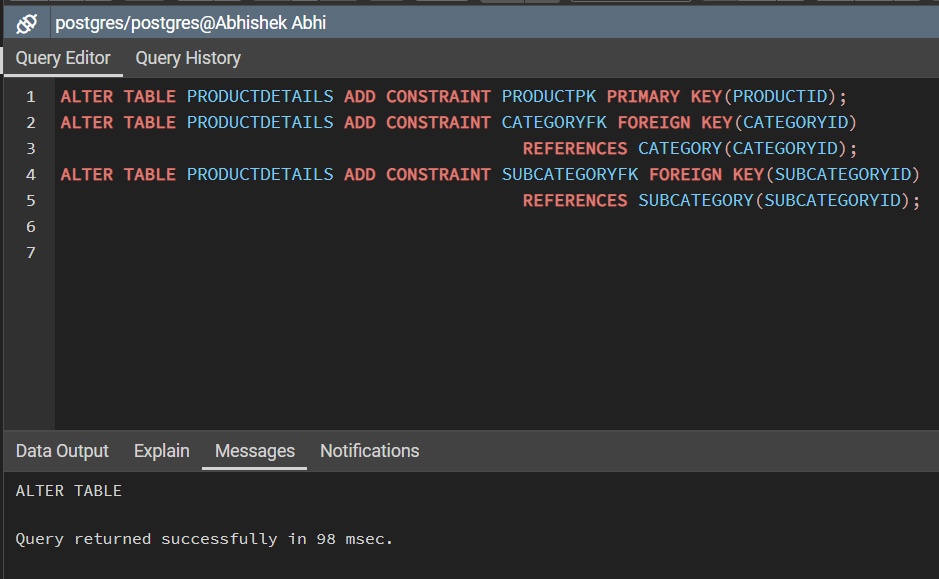 postgres/postgres@Abhishek Abhi
Query Editor Query History
1 ALTER TABLE PRODUCTDETAILS ADD CONSTRAINT PRODUCTPK PRIMARY KEY(PRODUCTID);
2 ALTER TABLE PRODUCTDETAILS ADD CONSTRAINT CATEGORYFK FOREIGN KEY(CATEGORYID)
3 REFERENCES CATEGORY(CATEGORYID);
4 ALTER TABLE PRODUCTDETAILS ADD CONSTRAINT SUBCATEGORYFK FOREIGN KEY(SUBCATEGORYID)
5 REFERENCES SUBCATEGORY(SUBCATEGORYID);
6
7
Data Output Explain Messages Notifications
ALTER TABLE
Query returned successfully in 98 msec.